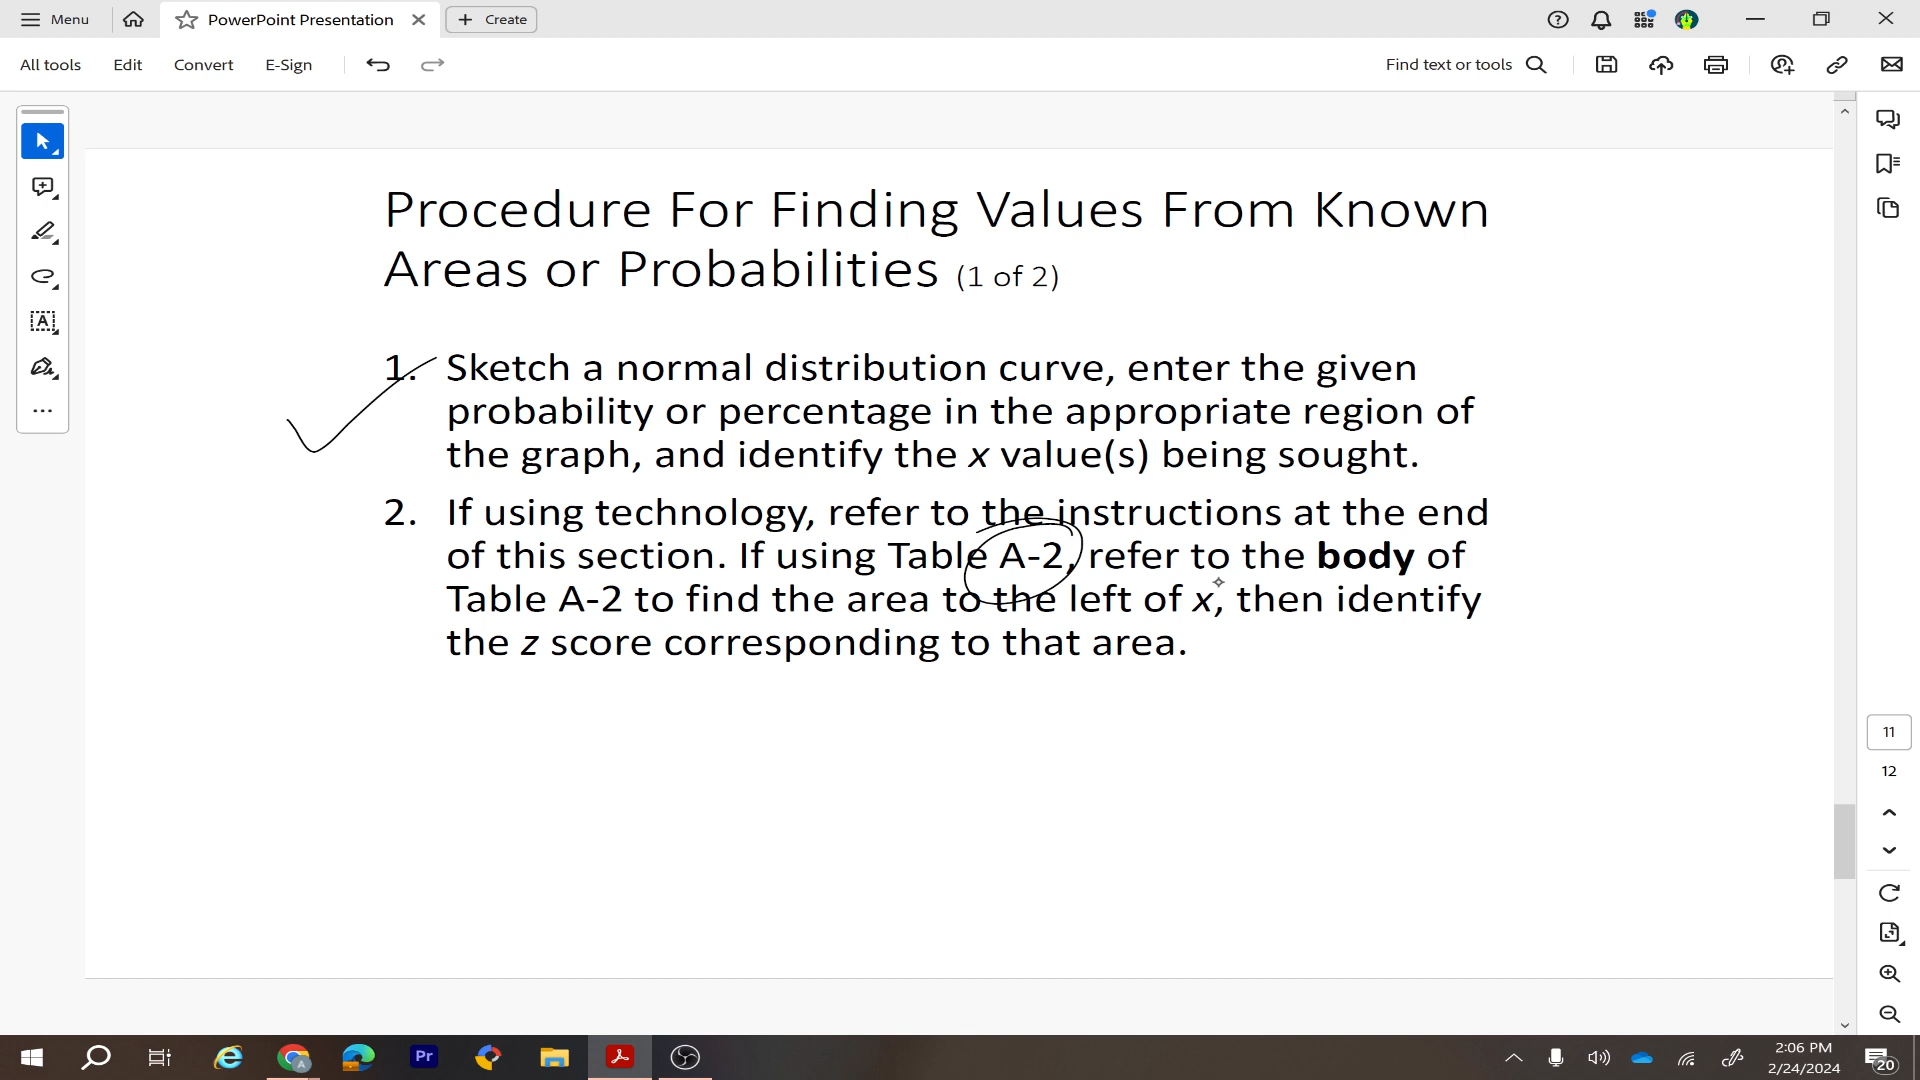 Menu
PowerPoint Presentation
Create
All tools
Edit
Convert
E-Sign
Find text or tools
Procedure For Finding Values From Known
Areas or Probabilities (1 of 2)
1. Sketch a normal distribution curve, enter the given
probability or percentage in the appropriate region of
the graph, and identify the x value(s) being sought.
2. If using technology, refer to the instructions at the end
of this section. If using Table A-2, refer to the body of
Table A-2 to find the area to the left of x, then identify
the z score corresponding to that area.
11
12
Pr
2:06 PM
2/24/2024
20